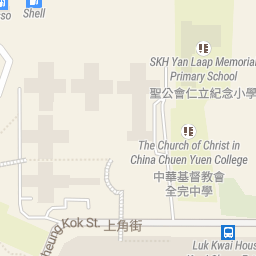 Shell
SKH Yan Laap Memorial
Primary School
聖公會仁立紀念小學
The Church of Christ in
China Chuen Yuen College
中華基督教會
全完中學
Kok St. 上角街
Luk Kwai House